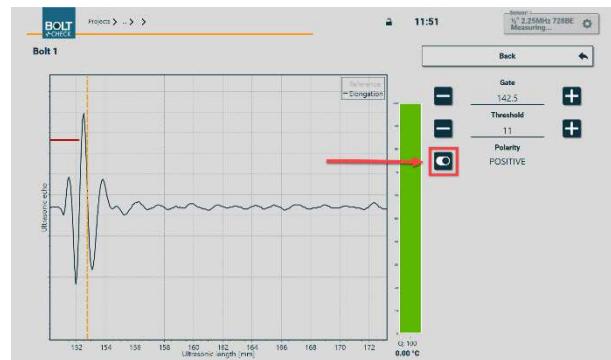 BOLT
✓CHECK
Projects > ..> >
11:51
Sensor 1
½" 2.25MHz 728BE
Measuring...
Bolt 1
Back
Reference
Elongation
Gate
142.5
Threshold
11
Polarity
POSITIVE
Ultrasonic echo
152 154 156 158 160 162 164 166 168 170 172
Ultrasonic length [mm]
Q: 100
0.00 °C